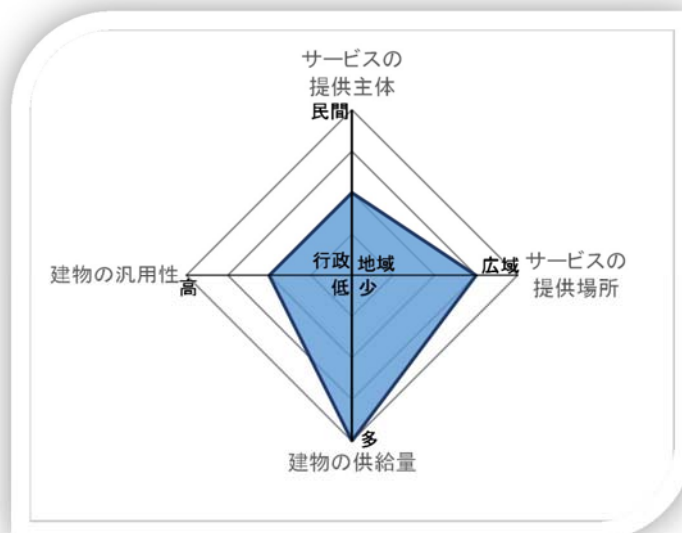 サービスの
提供主体
民間
行政 地域
低 少
建物の汎用性
高
広域
サービスの
提供場所
多
建物の供給量